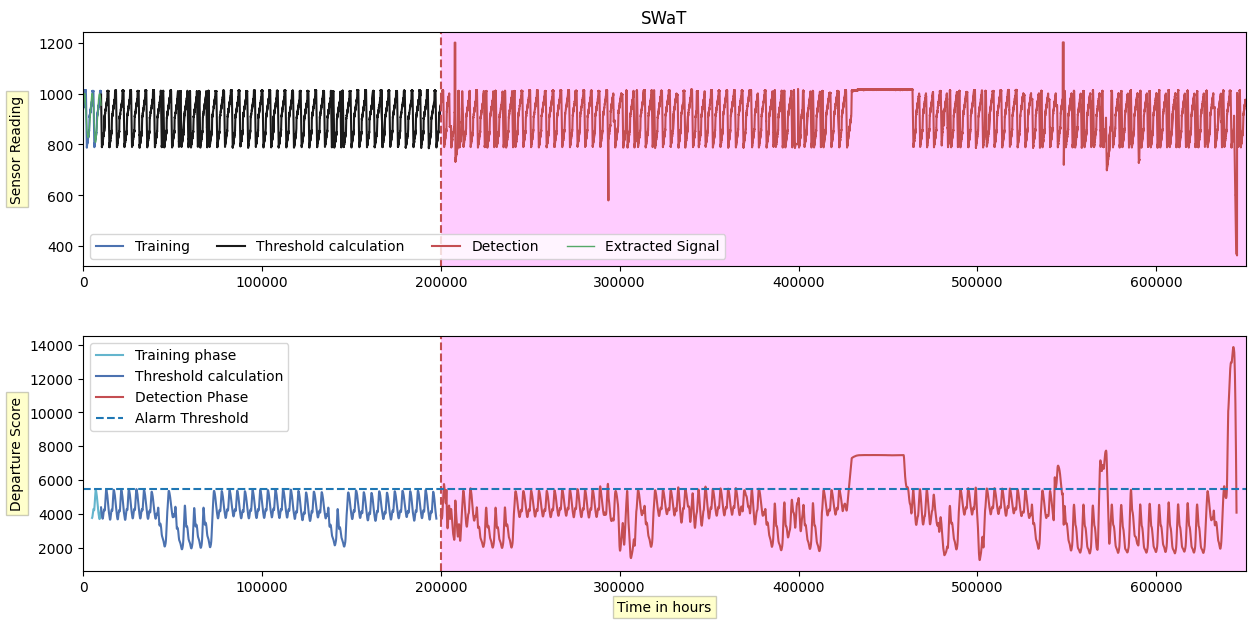 SWaT
1200
1000
800
600
400
Sensor Reading
Training Threshold calculation Detection Extracted Signal
0 100000 200000 300000 400000 500000 600000
14000
12000
10000
8000
6000
4000
2000
Departure Score
Training phase
Threshold calculation
Detection Phase
Alarm Threshold
0 100000 200000 300000 400000 500000 600000
Time in hours